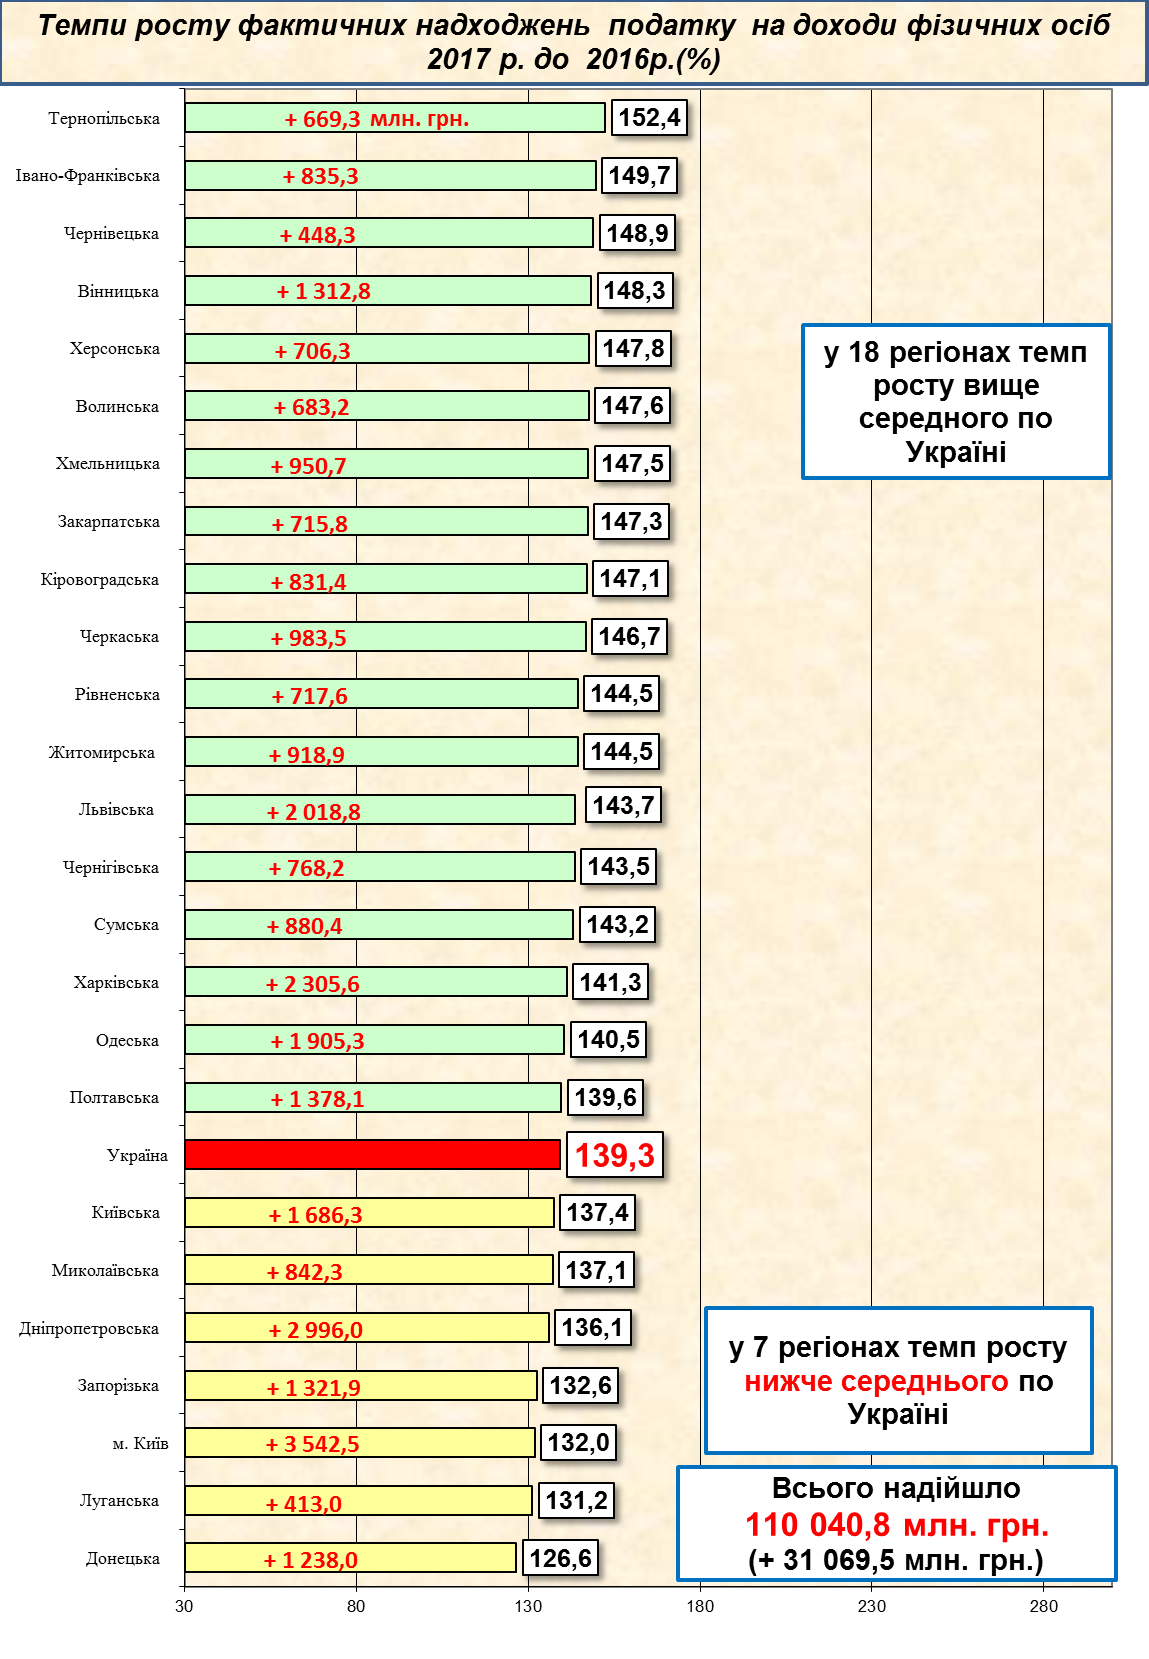 Темпи росту фактичних надходжень податку на доходи фізичних осіб
2017 р. до 2016р.(%)
Тернопільська + 669,3 млн. грн. 152,4
Івано-Франківська + 835,3 149,7
Чернівецька + 448,3 148,9
Вінницька + 1 312,8 148,3
Херсонська + 706,3 147,8
Волинська + 683,2 147,6
Хмельницька + 950,7 147,5
Закарпатська + 715,8 147,3
Кіровоградська + 831,4 147,1
Черкаська + 983,5 146,7
Рівненська + 717,6 144,5
Житомирська + 918,9 144,5
Львівська + 2 018,8 143,7
Чернігівська + 768,2 143,5
Сумська + 880,4 143,2
Харківська + 2 305,6 141,3
Одеська + 1 905,3 140,5
Полтавська + 1 378,1 139,6
Україна 139,3
Київська + 1 686,3 137,4
Миколаївська + 842,3 137,1
Дніпропетровська + 2 996,0 136,1
Запорізька + 1 321,9 132,6
м. Київ + 3 542,5 132,0
Луганська + 413,0 131,2
Донецька + 1 238,0 126,6
30 80 130 180 230 280
у 18 регіонах темп
росту вище
середного по
Україні
у 7 регіонах темп росту
нижче середнього по
Україні
Всього надійшло
110 040,8 млн. грн.
(+ 31 069,5 млн. грн.)